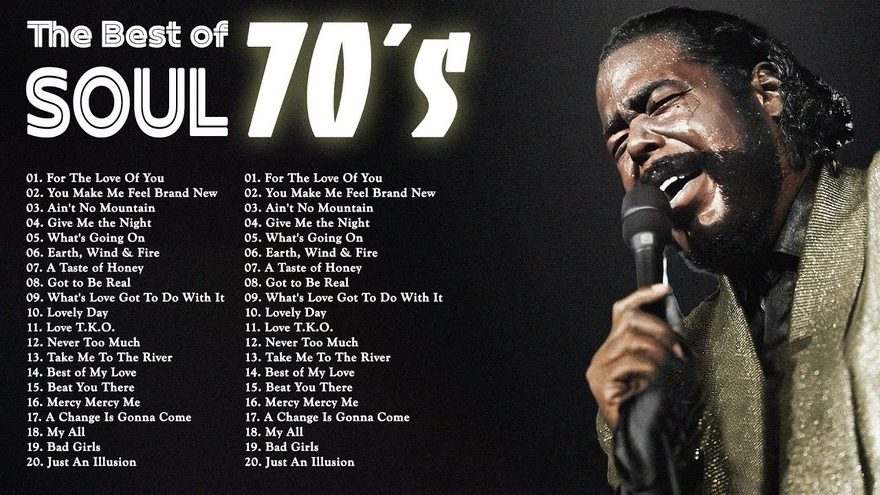 The Best of
SOUL
70's
01. For The Love Of You
02. You Make Me Feel Brand New
03. Ain't No Mountain
04. Give Me the Night
05. What's Going On
06. Earth, Wind & Fire
07. A Taste of Honey
08. Got to Be Real
09. What's Love Got To Do With It
10. Lovely Day
11. Love T.K.O.
12. Never Too Much
13. Take Me To The River
14. Best of My Love
15. Beat You There
16. Mercy Mercy Me
17. A Change Is Gonna Come
18. My All
19. Bad Girls
20. Just An Illusion
01. For The Love Of You
02. You Make Me Feel Brand New
03. Ain't No Mountain
04. Give Me the Night
05. What's Going On
06. Earth, Wind & Fire
07. A Taste of Honey
08. Got to Be Real
09. What's Love Got To Do With It
10. Lovely Day
11. Love T.K.O.
12. Never Too Much
13. Take Me To The River
14. Best of My Love
15. Beat You There
16. Mercy Mercy Me
17. A Change Is Gonna Come
18. My All
19. Bad Girls
20. Just An Illusion